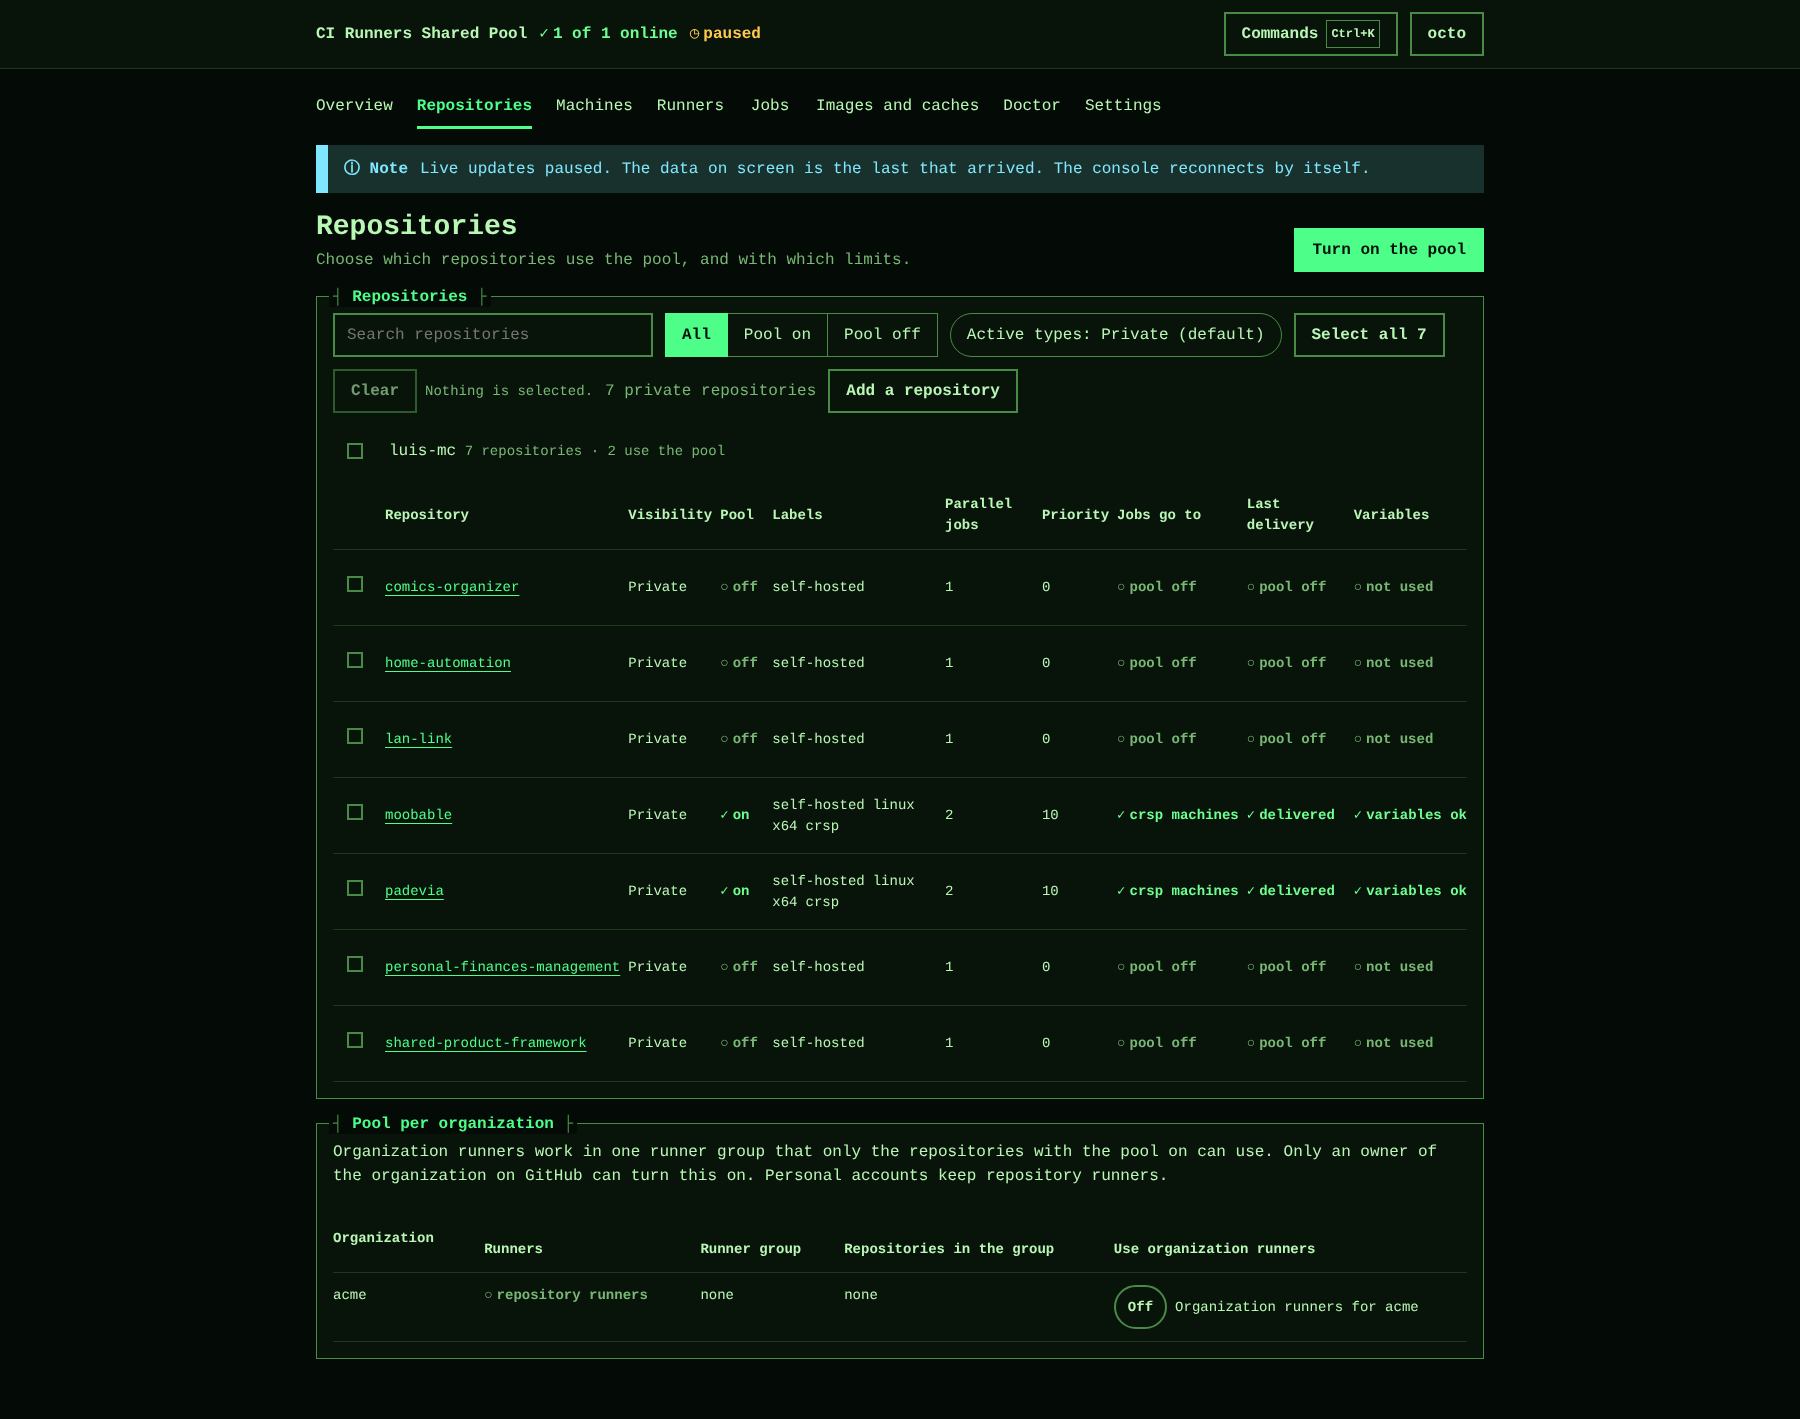 CI Runners Shared Pool ✓ 1 of 1 online ◷ paused
Commands Ctrl+K octo
Overview Repositories Machines Runners Jobs Images and caches Doctor Settings
ⓘ Note Live updates paused. The data on screen is the last that arrived. The console reconnects by itself.
Repositories
Choose which repositories use the pool, and with which limits.
Turn on the pool
┤ Repositories ├
Search repositories All Pool on Pool off Active types: Private (default) Select all 7
Clear Nothing is selected. 7 private repositories Add a repository
luis-mc 7 repositories · 2 use the pool
Repository Visibility Pool Labels Parallel jobs Priority Jobs go to Last delivery Variables
comics-organizer Private ○ off self-hosted 1 0 ○ pool off ○ pool off ○ not used
home-automation Private ○ off self-hosted 1 0 ○ pool off ○ pool off ○ not used
lan-link Private ○ off self-hosted 1 0 ○ pool off ○ pool off ○ not used
moobable Private ✓ on self-hosted linux x64 crsp 2 10 ✓ crsp machines ✓ delivered ✓ variables ok
padevia Private ✓ on self-hosted linux x64 crsp 2 10 ✓ crsp machines ✓ delivered ✓ variables ok
personal-finances-management Private ○ off self-hosted 1 0 ○ pool off ○ pool off ○ not used
shared-product-framework Private ○ off self-hosted 1 0 ○ pool off ○ pool off ○ not used
┤ Pool per organization ├
Organization runners work in one runner group that only the repositories with the pool on can use. Only an owner of
the organization on GitHub can turn this on. Personal accounts keep repository runners.
Organization Runners Runner group Repositories in the group Use organization runners
acme ○ repository runners none none Off Organization runners for acme